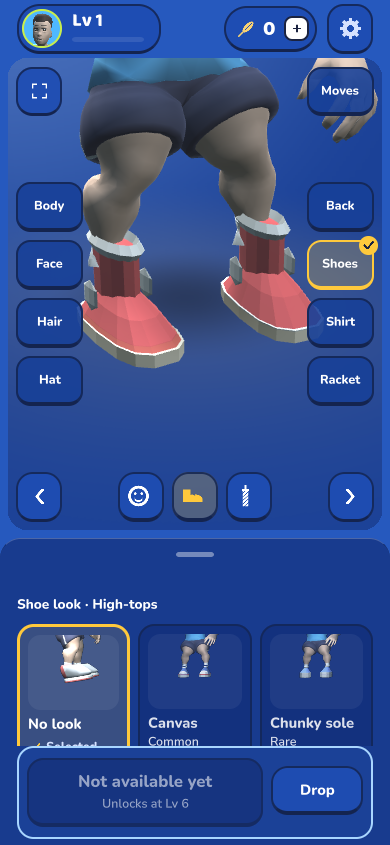 Lv 1
0
Moves
Body
Back
Face
Shoes
Hair
Shirt
Hat
Racket
Shoe look · High-tops
No look
Canvas
Chunky sole
✓ Selected
Common
Rare
Not available yet
Unlocks at Lv 6
Drop